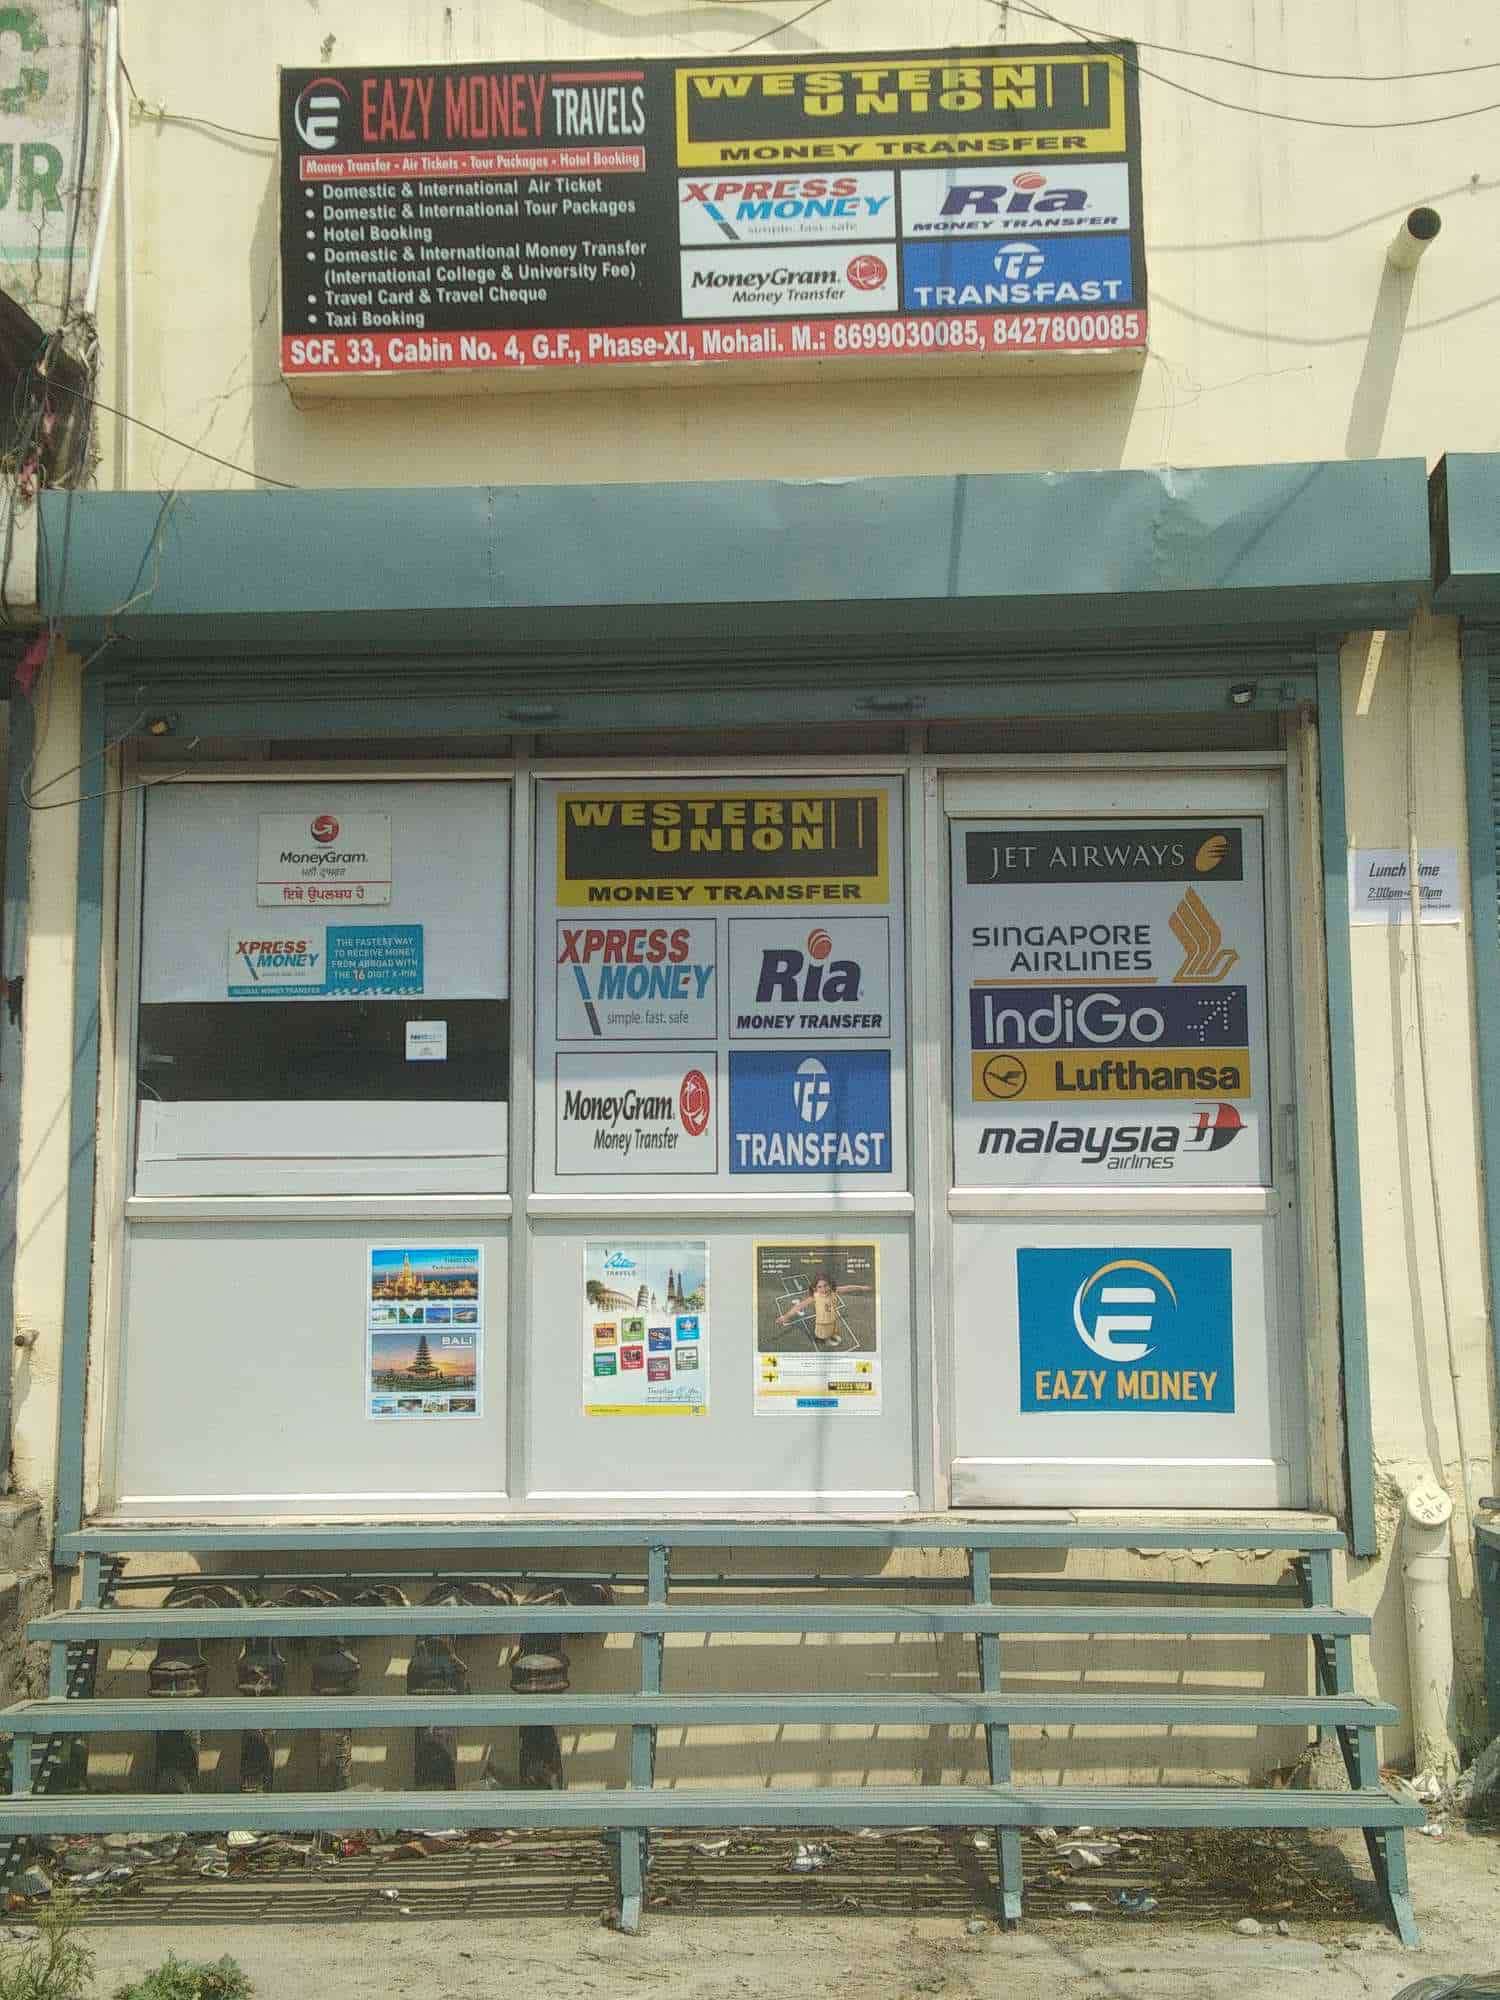 C
UR
EAZY MONEY TRAVELS
Money Transfer - Air Tickets - Tour Packages - Hotel Booking
• Domestic & International Air Ticket
• Domestic & International Tour Packages
• Hotel Booking
• Domestic & International Money Transfer
(International College & University Fee)
• Travel Card & Travel Cheque
• Taxi Booking
WESTERN
UNION
MONEY TRANSFER
XPRESS
MONEY
simple. fast. safe
Ria
MONEY TRANSFER
MoneyGram.
Money Transfer
TRANSFAST
SCF. 33, Cabin No. 4, G.F., Phase-XI, Mohali. M.: 8699030085, 8427800085
MoneyGram.
ਮਨੀ ਟ੍ਰਾਂਸਫਰ
ਇਥੇ ਉਪਲਬਧ ਹੈ
XPRESS
MONEY
GLOBAL MONEY TRANSFER
THE FASTEST WAY
TO RECEIVE MONEY
FROM ABROAD WITH
THE 16 DIGIT X-PIN
WESTERN
UNION
MONEY TRANSFER
XPRESS
MONEY
simple. fast. safe
Ria
MONEY TRANSFER
MoneyGram.
Money Transfer
TRANSFAST
JET AIRWAYS
SINGAPORE
AIRLINES
IndiGo
Lufthansa
malaysia
airlines
Lunch
2:00pm
BALI
TRAVELS
EAZY MONEY